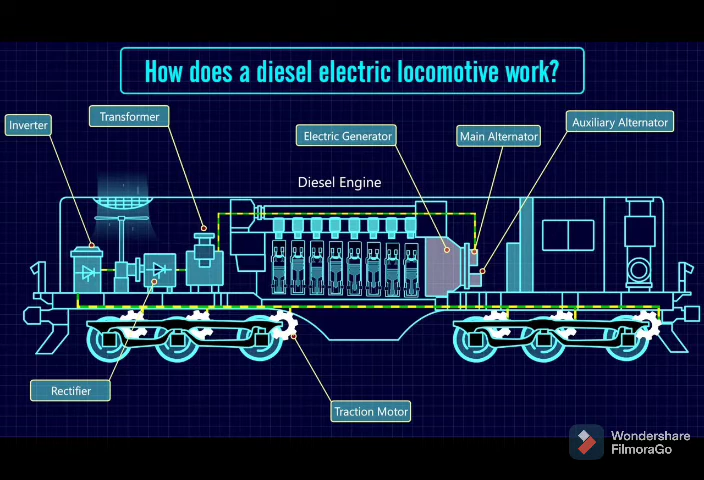 How does a diesel electric locomotive work?
Inverter
Transformer
Electric Generator
Main Alternator
Auxiliary Alternator
Diesel Engine
Rectifier
Traction Motor
Wondershare
FilmoraGo